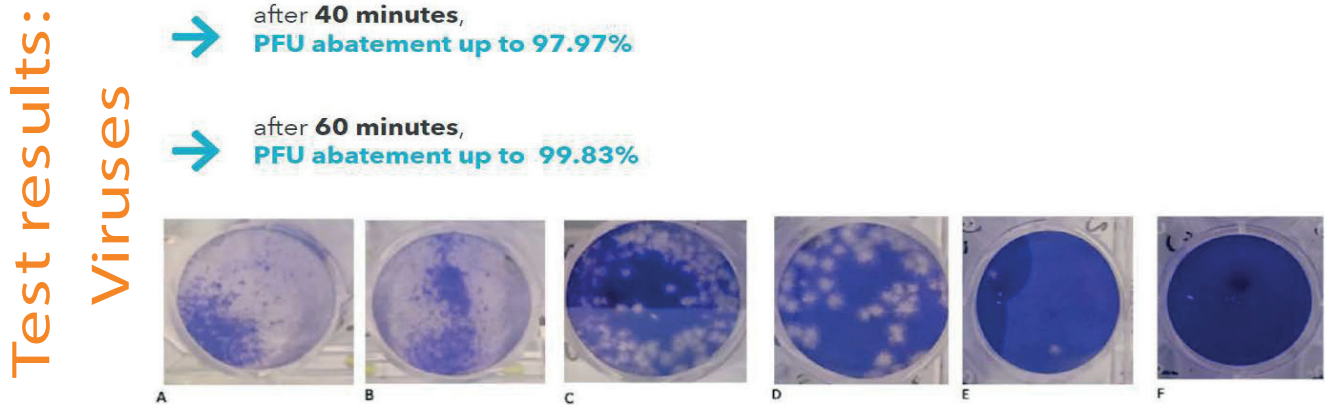 Test results:
Viruses
after 40 minutes,
PFU abatement up to 97.97%
after 60 minutes,
PFU abatement up to 99.83%
A
B
C
D
E
F